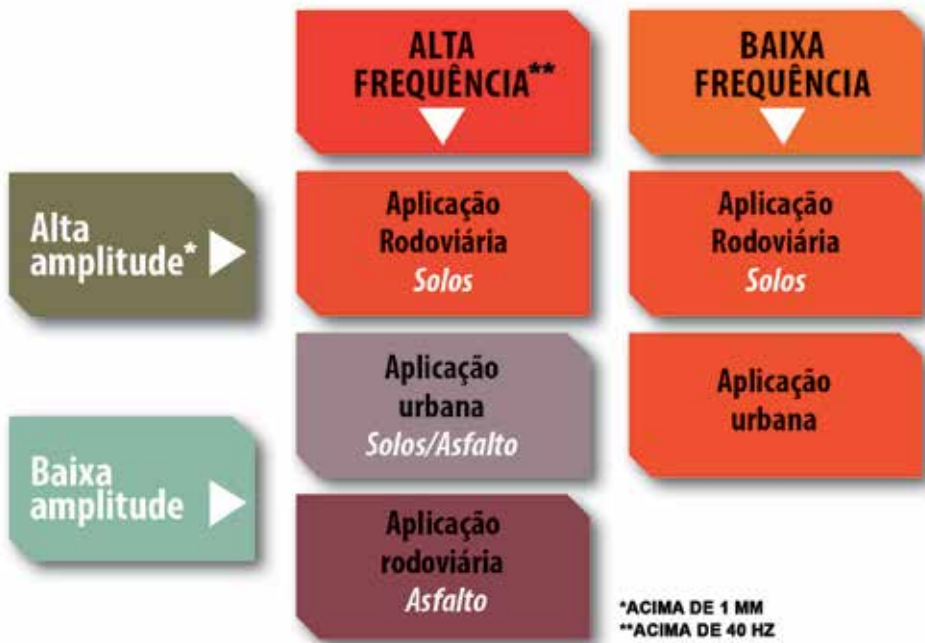 ALTA
FREQUÊNCIA**
BAIXA
FREQUÊNCIA
Alta
amplitude*
Aplicação
Rodoviária
Solos
Aplicação
Rodoviária
Solos
Baixa
amplitude
Aplicação
urbana
Solos/Asfalto
Aplicação
urbana
Aplicação
rodoviária
Asfalto
*ACIMA DE 1 MM
**ACIMA DE 40 HZ